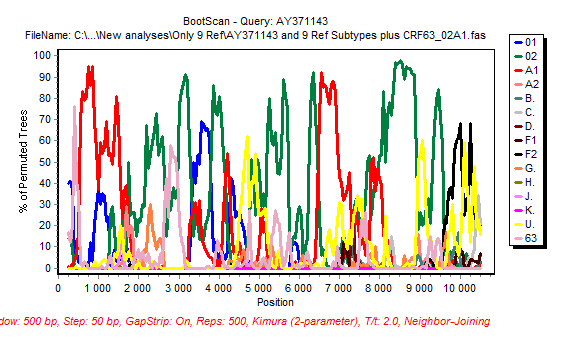 BootScan - Query: AY371143
FileName: C:\...\New analyses\Only 9 Ref\AY371143 and 9 Ref Subtypes plus CRF63_02A1.fas
% of Permuted Trees
100
90
80
70
60
50
40
30
20
10
0
0 1 000 2 000 3 000 4 000 5 000 6 000 7 000 8 000 9 000 10 000
Position
01
02
A1
A2
B.
C.
D.
F1
F2
G.
H.
J.
K.
U.
63
dow: 500 bp, Step: 50 bp, GapStrip: On, Reps: 500, Kimura (2-parameter), T/t: 2.0, Neighbor-Joining